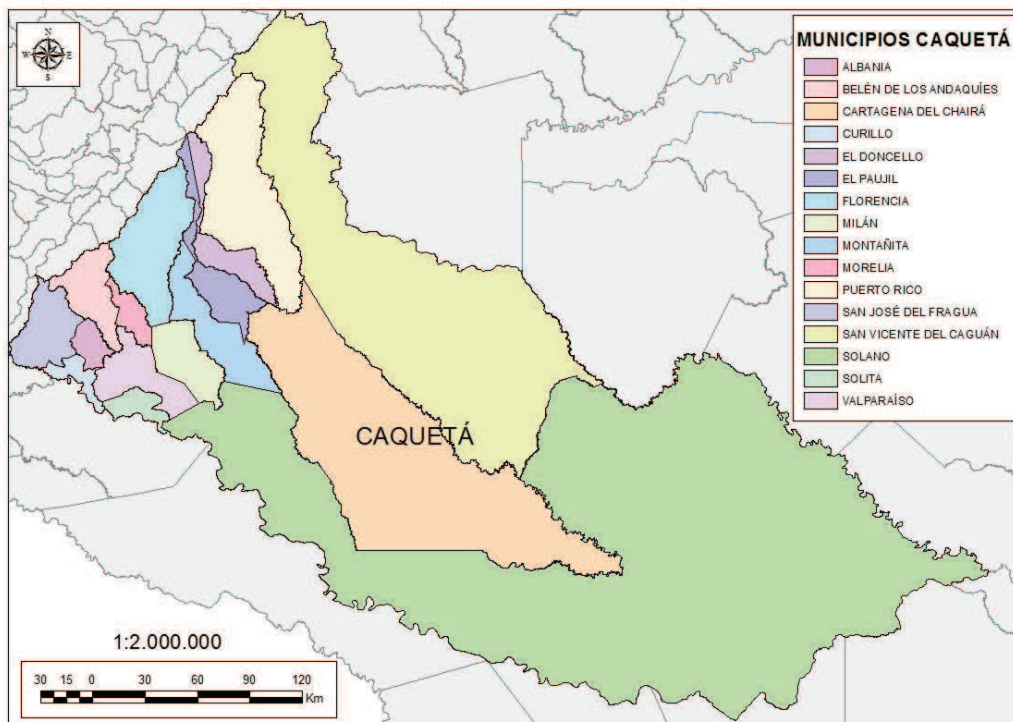 N
W E
S
MUNICIPIOS CAQUETÁ
ALBANIA
BELÉN DE LOS ANDAQUÍES
CARTAGENA DEL CHAIRÁ
CURILLO
EL DONCELLO
EL PAUJIL
FLORENCIA
MILÁN
MONTAÑITA
MORELIA
PUERTO RICO
SAN JOSÉ DEL FRAGUA
SAN VICENTE DEL CAGUÁN
SOLANO
SOLITA
VALPARAÍSO
CAQUETÁ
1:2.000.000
30 15 0 30 60 90 120
Km